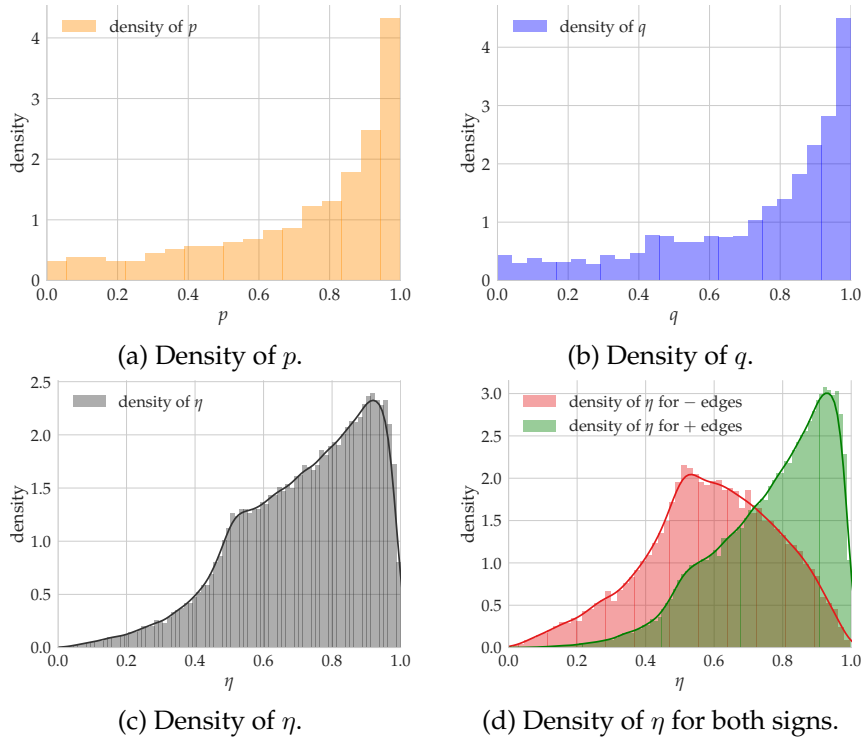 density of p
density
4
3
2
1
0
0.0 0.2 0.4 0.6 0.8 1.0
p
(a) Density of p.
density of q
density
4
3
2
1
0
0.0 0.2 0.4 0.6 0.8 1.0
q
(b) Density of q.
density of η
density
2.5
2.0
1.5
1.0
0.5
0.0
0.0 0.2 0.4 0.6 0.8 1.0
η
(c) Density of η.
density of η for − edges
density of η for + edges
density
3.0
2.5
2.0
1.5
1.0
0.5
0.0
0.0 0.2 0.4 0.6 0.8 1.0
η
(d) Density of η for both signs.